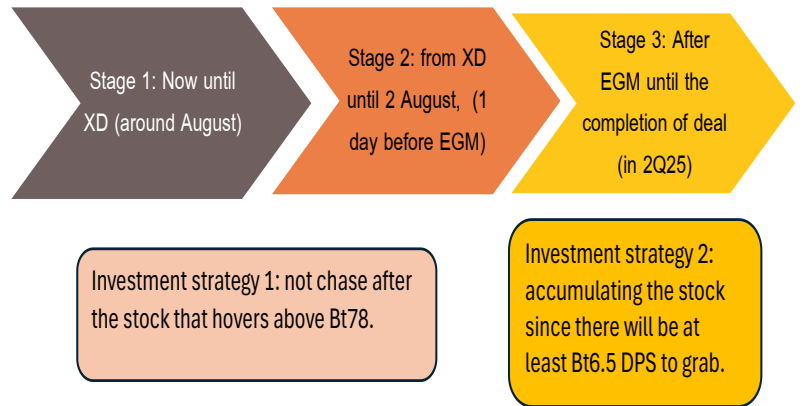 Stage 1: Now until
XD (around August)
Stage 2: from XD
until 2 August, (1
day before EGM)
Stage 3: After
EGM until the
completion of deal
(in 2Q25)
Investment strategy 1: not chase after
the stock that hovers above Bt78.
Investment strategy 2:
accumulating the stock
since there will be at
least Bt6.5 DPS to grab.